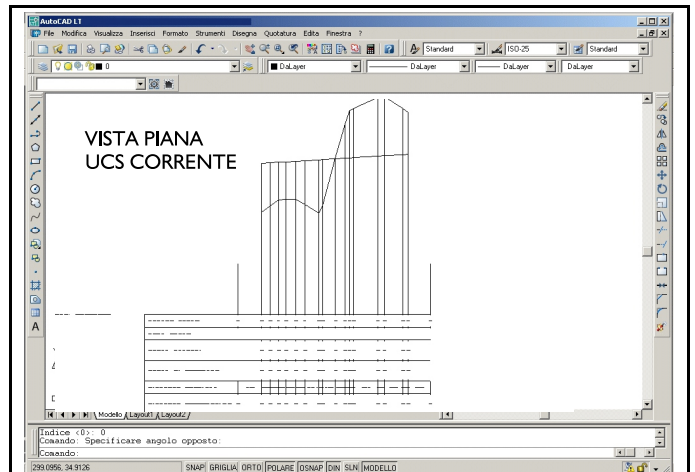 AutoCAD L1
File Modifica Visualizza Inserisci Formato Strumenti Disegna Quotatura Edita Finestra ?
Standard ISO-25 Standard
0 DaLayer DaLayer DaLayer DaLayer
VISTA PIANA
UCS CORRENTE
A
Modello Layout1 Layout2
Indice <0>: 0
Comando: Specificare angolo opposto:
Comando:
299.0956, 34.9126 SNAP GRIGLIA ORTO POLARE OSNAP DIN SLN MODELLO